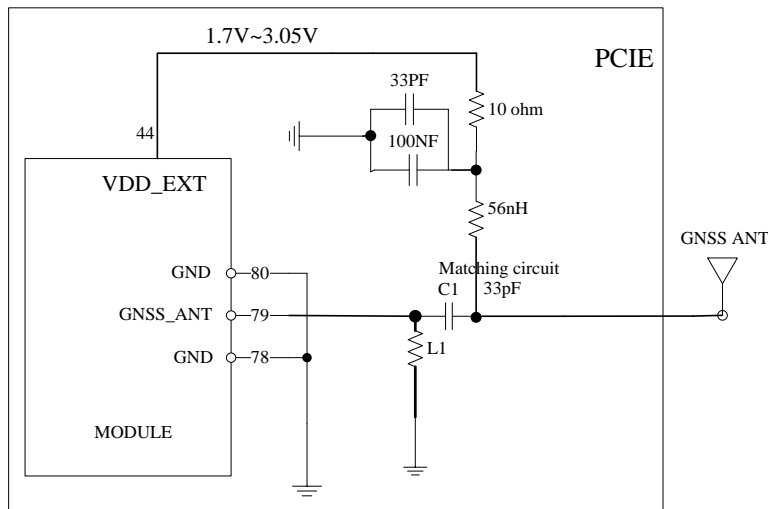 1.7V~3.05V
PCIE
33PF
10 ohm
44
100NF
VDD_EXT
56nH
GNSS ANT
GND
80
Matching circuit
C1
33pF
GNSS_ANT
79
L1
GND
78
MODULE